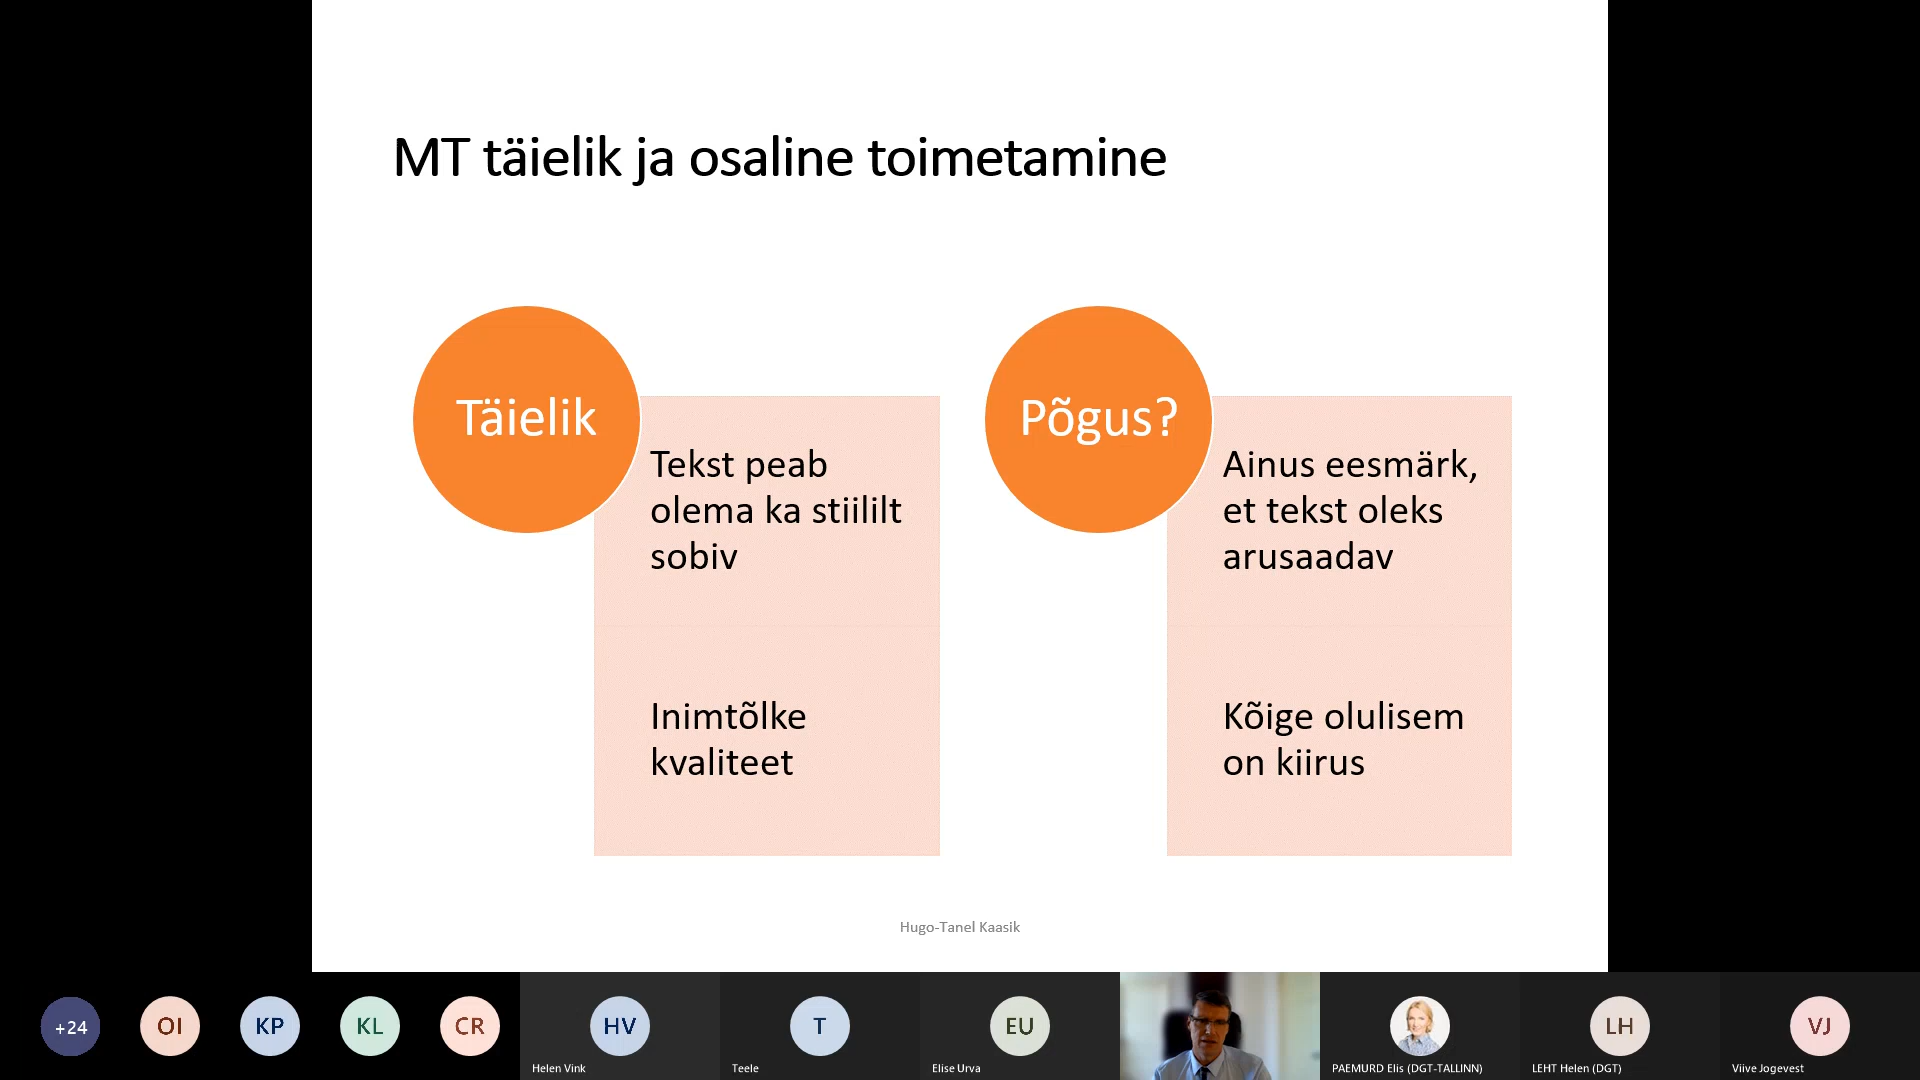 MT täielik ja osaline toimetamine
Täielik
Tekst peab
olema ka stiililt
sobiv
Inimtõlke
kvaliteet
Põgus?
Ainus eesmärk,
et tekst oleks
arusaadav
Kõige olulisem
on kiirus
Hugo-Tanel Kaasik
+24
OI
KP
KL
CR
HV
Helen Vink
T
Teele
EU
Elise Urva
PAEMURD Elis (DGT-TALLINN)
LH
LEHT Helen (DGT)
VJ
Viive Jogevest